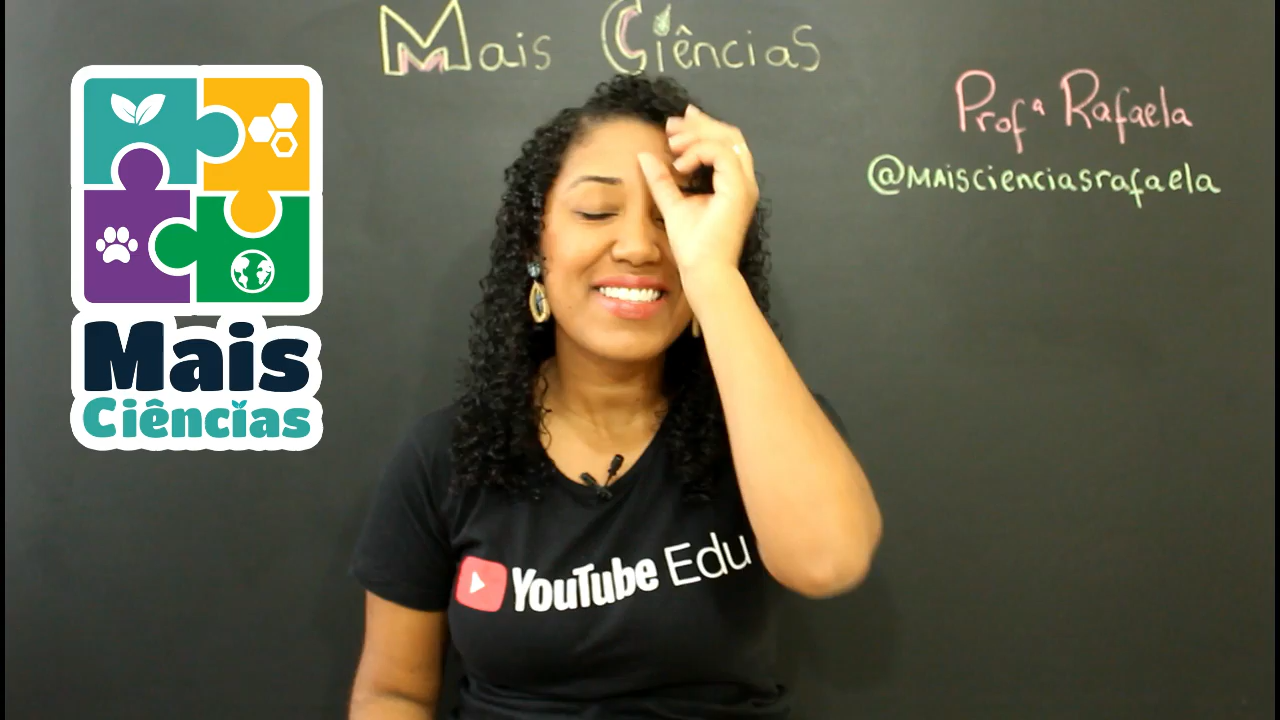 Mais Ciências
Profª Rafaela
@MAiscienciasrafaela
Mais
Ciências
YouTube Edu